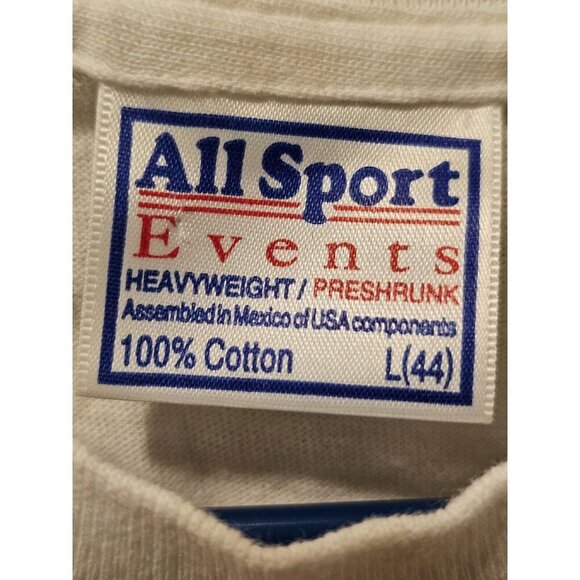 All Sport
Events
HEAVYWEIGHT/ PRESHRUNK
Assembled in Mexico of USA components
100% Cotton L(44)